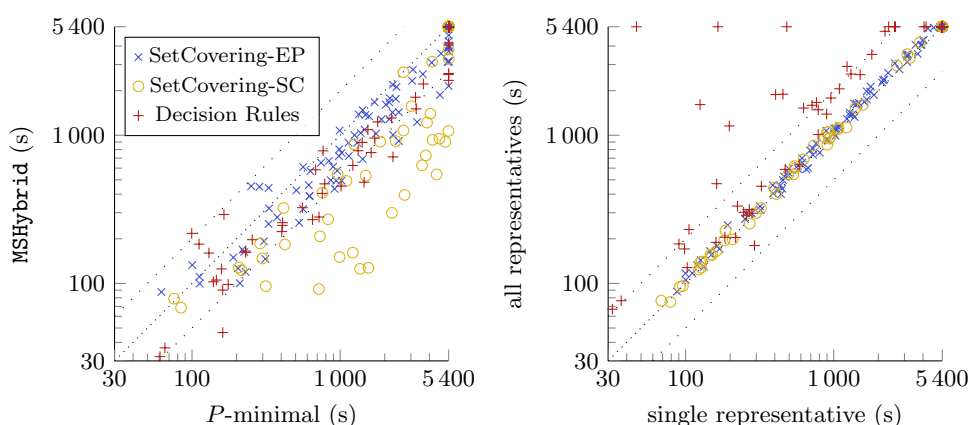 5 400
1 000
100
30
MSHybrid (s)
SetCovering-EP
SetCovering-SC
Decision Rules
30
100
1 000
5 400
P-minimal (s)
5 400
1 000
100
30
all representatives (s)
30
100
1 000
5 400
single representative (s)